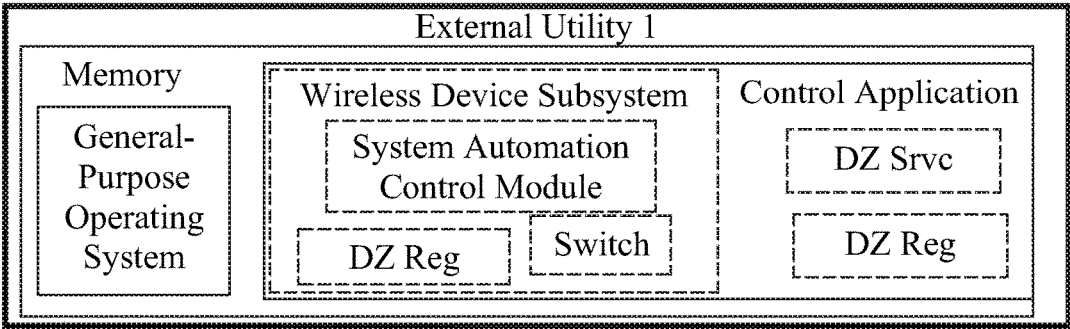 External Utility 1
Memory
General-
Purpose
Operating
System
Wireless Device Subsystem
System Automation
Control Module
DZ Reg
Switch
Control Application
DZ Srvc
DZ Reg